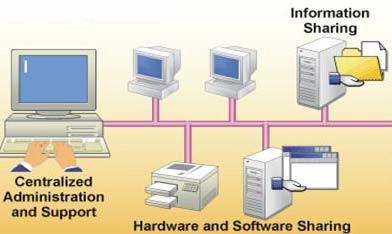 Information
Sharing
Centralized
Administration
and Support
Hardware and Software Sharing